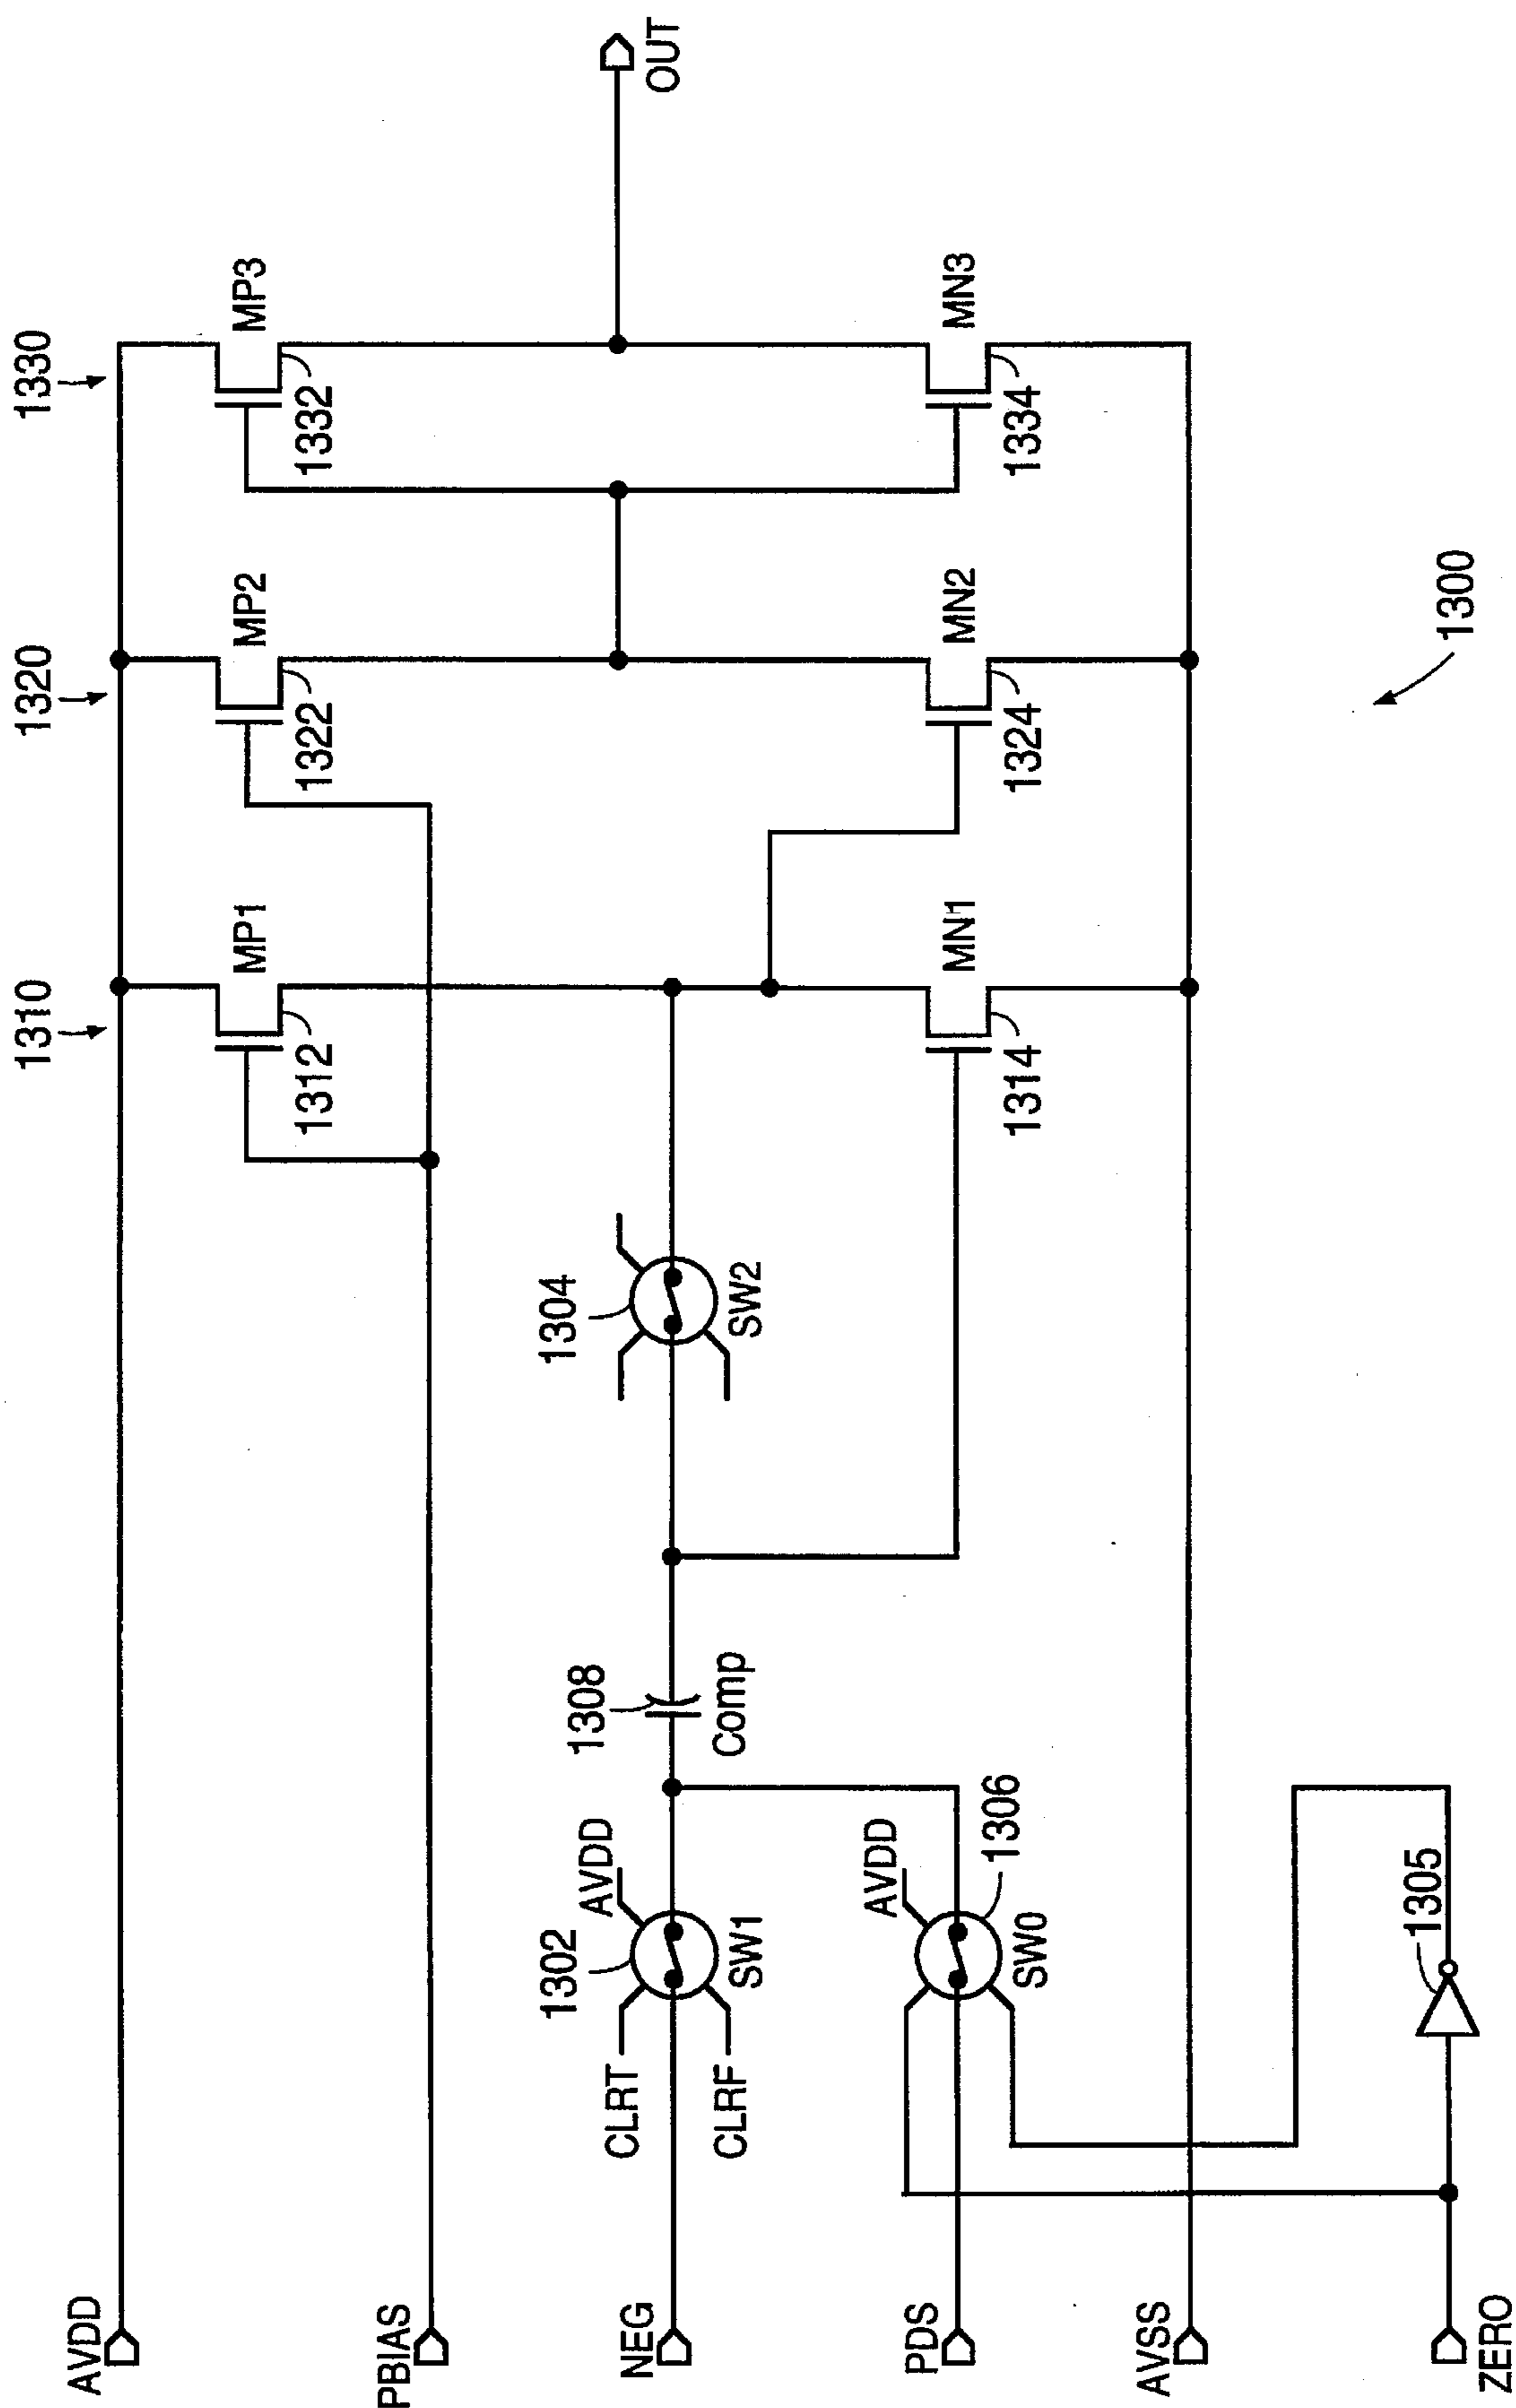 1310
1320
1330
AVDD
MP1
MP2
MP3
1312
1322
1332
PBIAS
1304
SW2
OUT
1302
AVDD
1308
CLRT
NEG
CLRF
SW1
Comp
AVDD
1306
PDS
SW0
MN1
MN2
MN3
1314
1324
1334
AVSS
1305
ZERO
1300